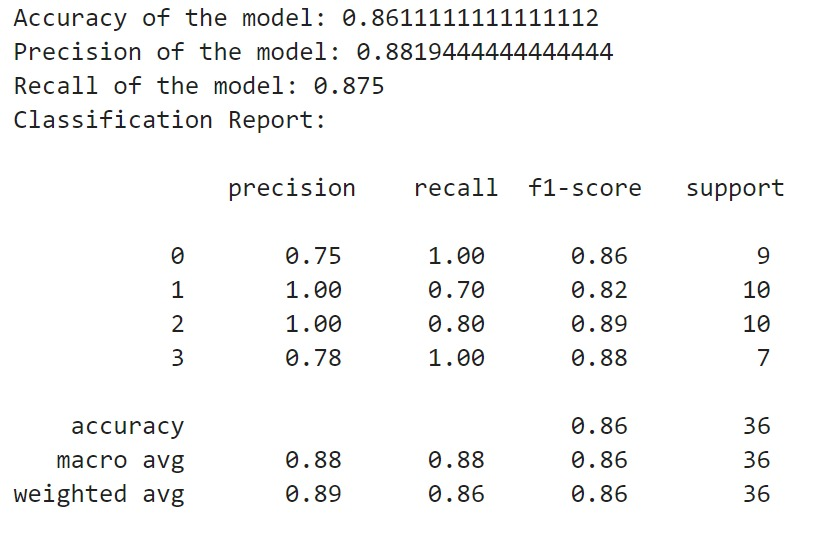 Accuracy of the model: 0.8611111111111112
Precision of the model: 0.8819444444444444
Recall of the model: 0.875
Classification Report:
precision recall f1-score support
0 0.75 1.00 0.86 9
1 1.00 0.70 0.82 10
2 1.00 0.80 0.89 10
3 0.78 1.00 0.88 7
accuracy 0.86 36
macro avg 0.88 0.88 0.86 36
weighted avg 0.89 0.86 0.86 36